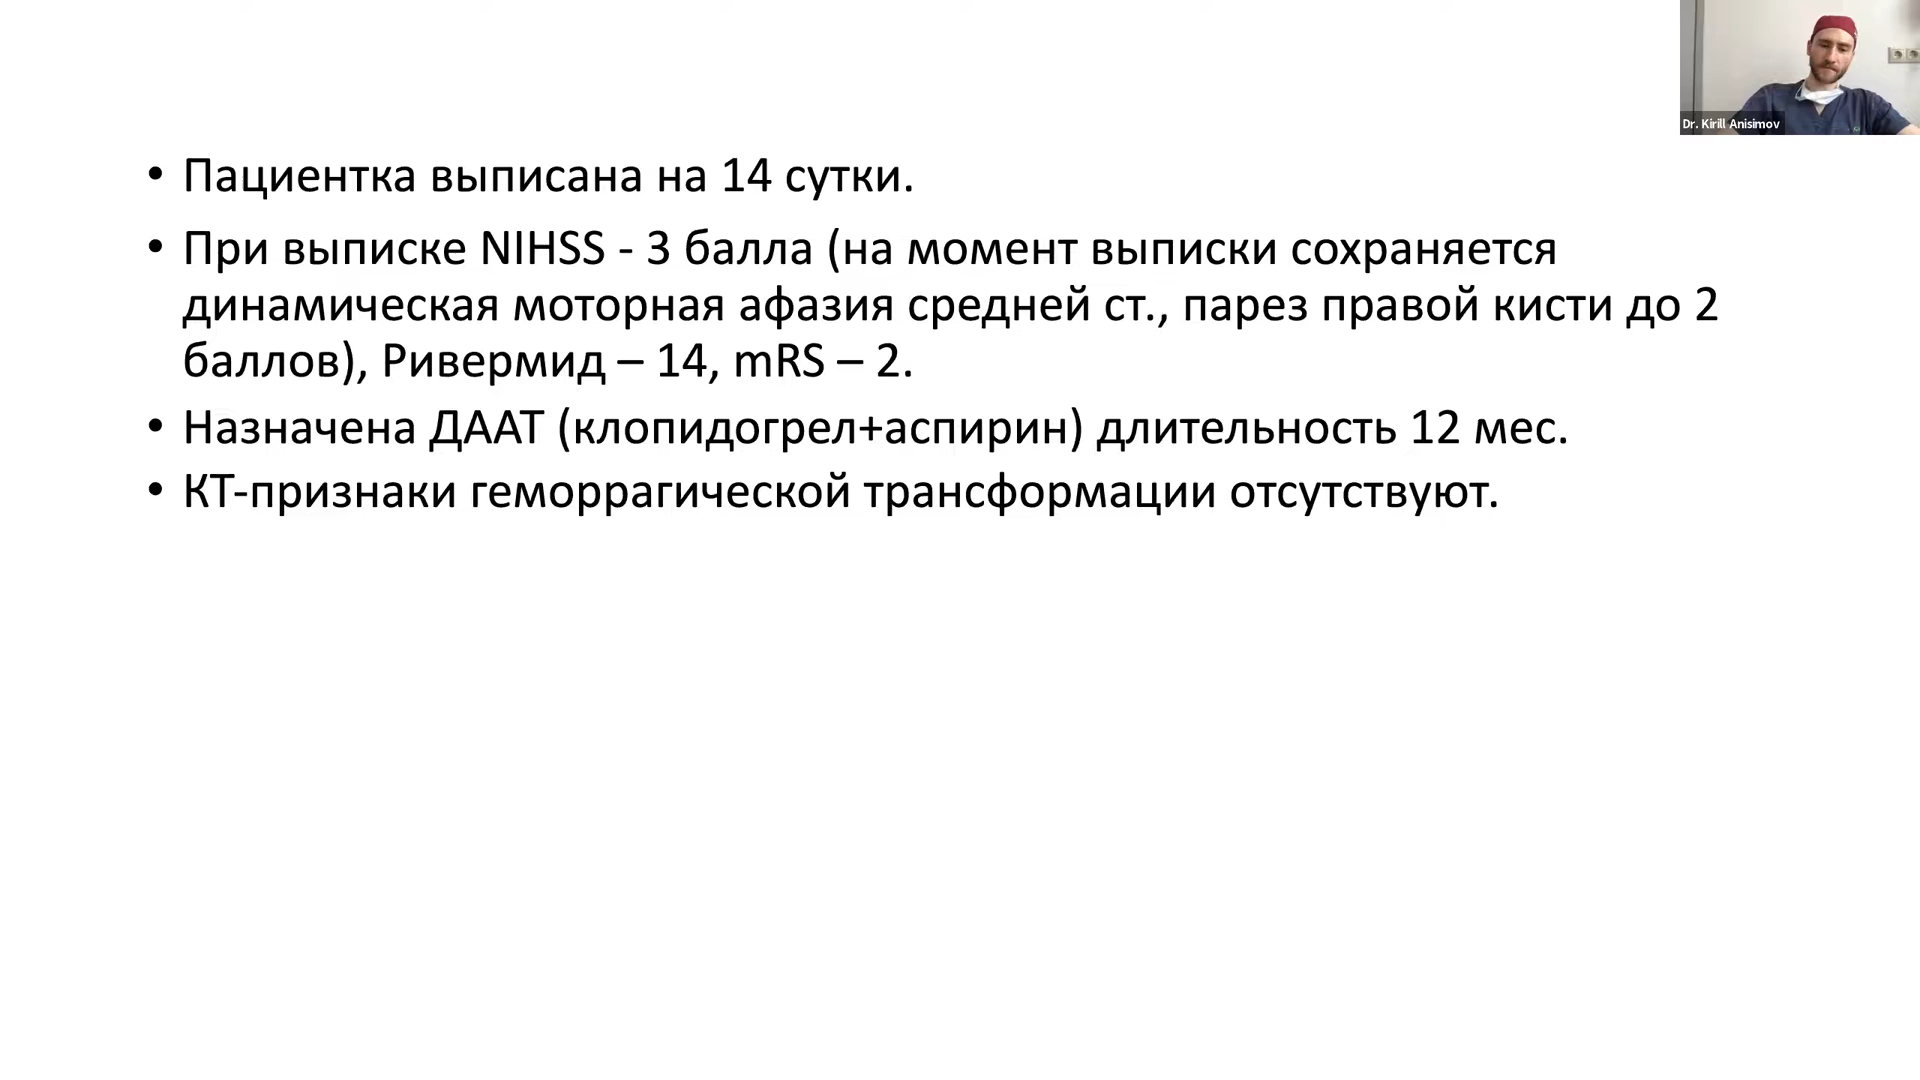 Dr. Kirill Anisimov
• Пациентка выписана на 14 сутки.
• При выписке NIHSS - 3 балла (на момент выписки сохраняется
динамическая моторная афазия средней ст., парез правой кисти до 2
баллов), Ривермид – 14, mRS – 2.
• Назначена ДААТ (клопидогрел+аспирин) длительность 12 мес.
• КТ-признаки геморрагической трансформации отсутствуют.